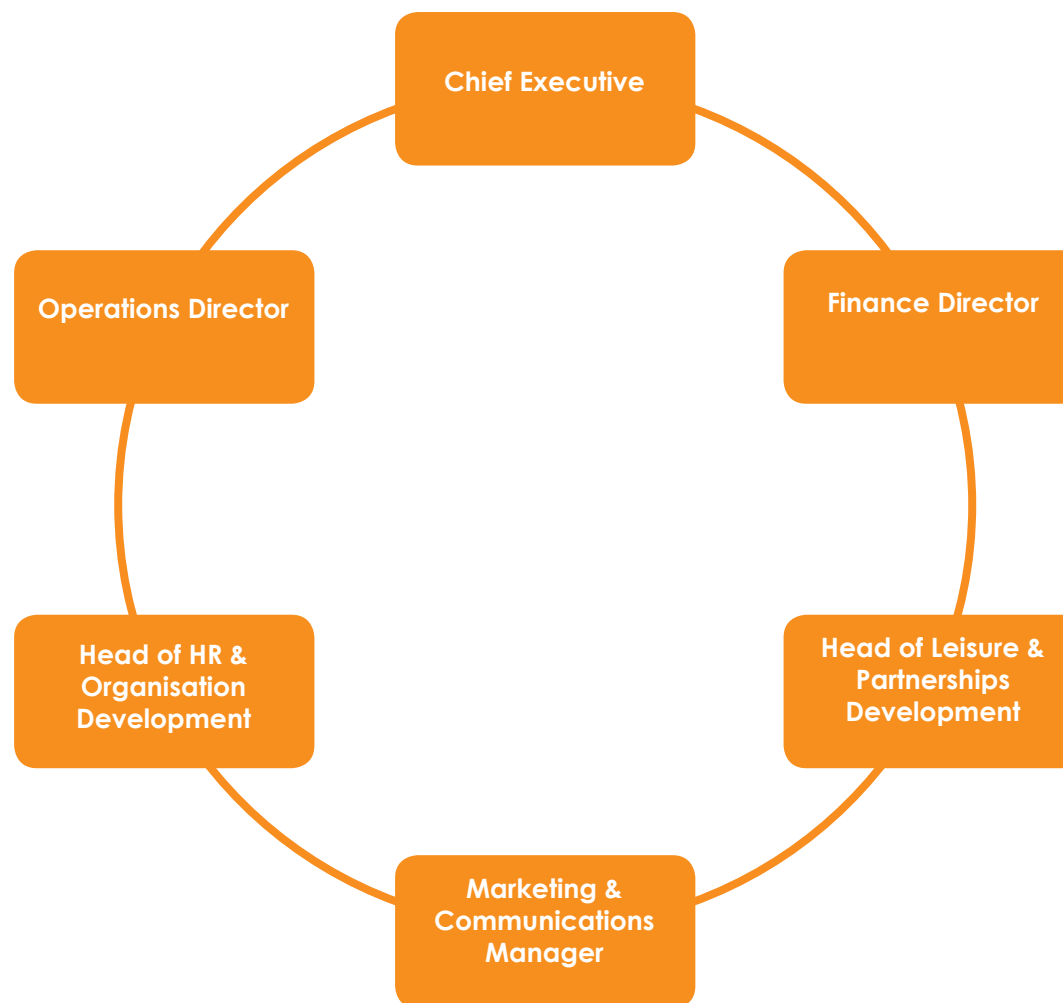 Chief Executive
Operations Director
Finance Director
Head of HR &
Organisation
Development
Head of Leisure &
Partnerships
Development
Marketing &
Communications
Manager